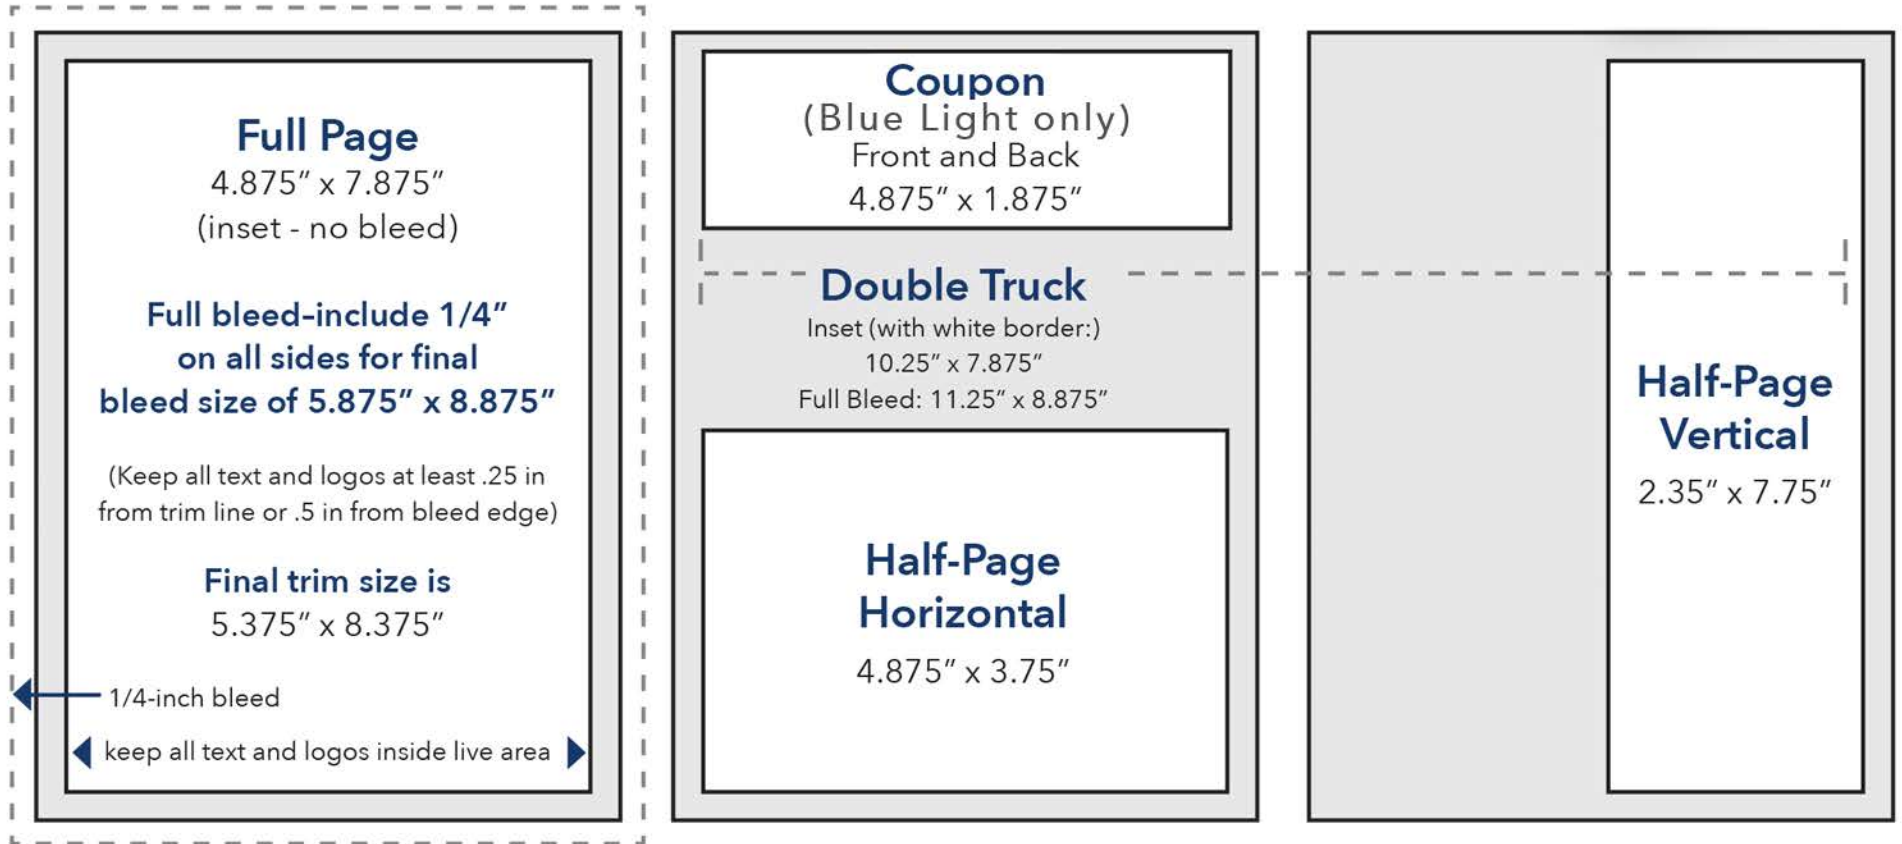 Full Page
4.875” x 7.875”
(inset - no bleed)
Full bleed–include 1/4”
on all sides for final
bleed size of 5.875” x 8.875”
(Keep all text and logos at least .25 in
from trim line or .5 in from bleed edge)
Final trim size is
5.375” x 8.375”
1/4-inch bleed
keep all text and logos inside live area
Coupon
(Blue Light only)
Front and Back
4.875” x 1.875”
Double Truck
Inset (with white border:)
10.25” x 7.875”
Full Bleed: 11.25” x 8.875”
Half-Page
Horizontal
4.875” x 3.75”
Half-Page
Vertical
2.35” x 7.75”